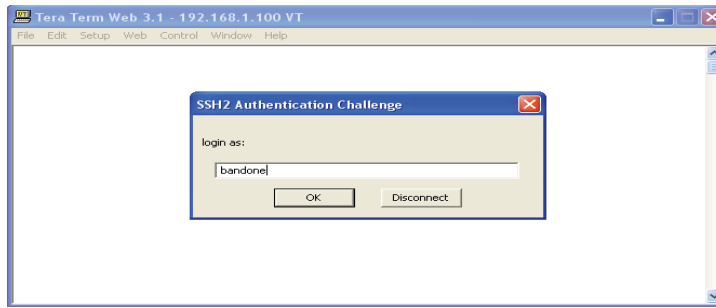 Tera Term Web 3.1 - 192.168.1.100 VT
File Edit Setup Web Control Window Help
SSH2 Authentication Challenge
login as:
bandone
OK Disconnect